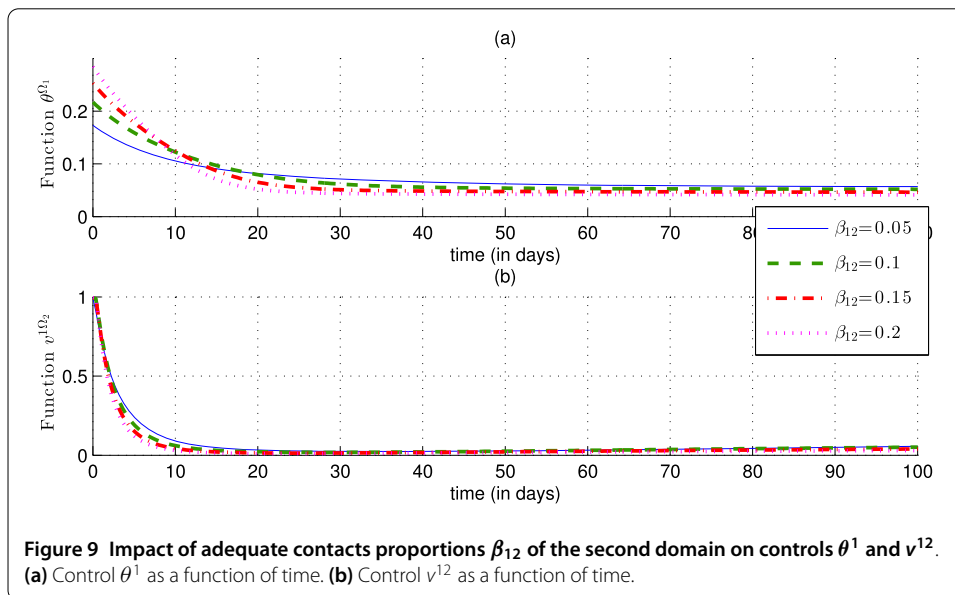 (a)
Function θ^Ω₁
0.2
0.1
0
0 10 20 30 40 50 60 70 80 90 100
time (in days)
β₁₂=0.05
β₁₂=0.1
β₁₂=0.15
β₁₂=0.2
(b)
Function v^1Ω₂
1
0.5
0
0 10 20 30 40 50 60 70 80 90 100
time (in days)
Figure 9 Impact of adequate contacts proportions β₁₂ of the second domain on controls θ¹ and v¹².
(a) Control θ¹ as a function of time. (b) Control v¹² as a function of time.